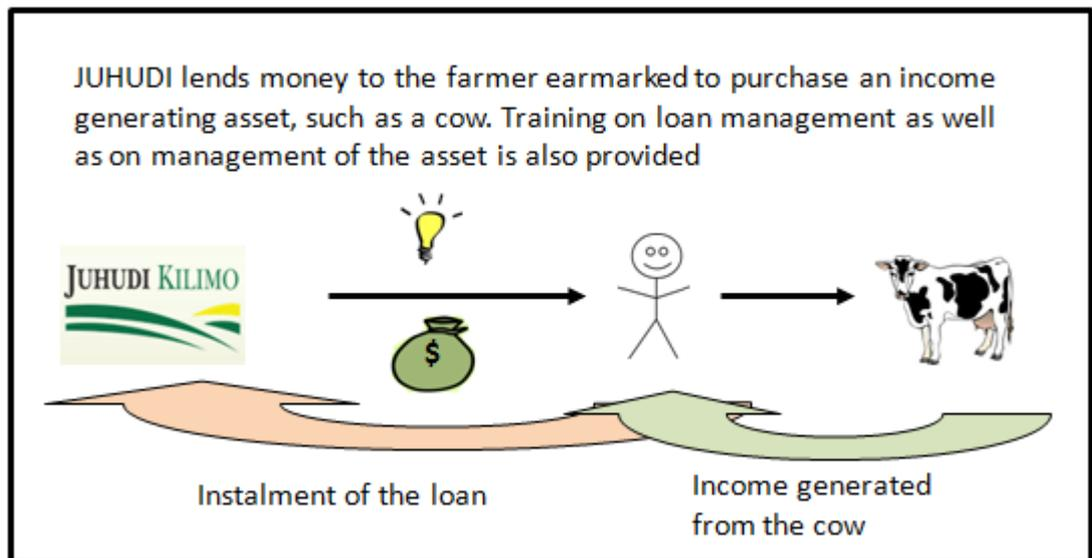 JUHUDI lends money to the farmer earmarked to purchase an income
generating asset, such as a cow. Training on loan management as well
as on management of the asset is also provided
JUHUDI KILIMO
$
Instalment of the loan
Income generated
from the cow